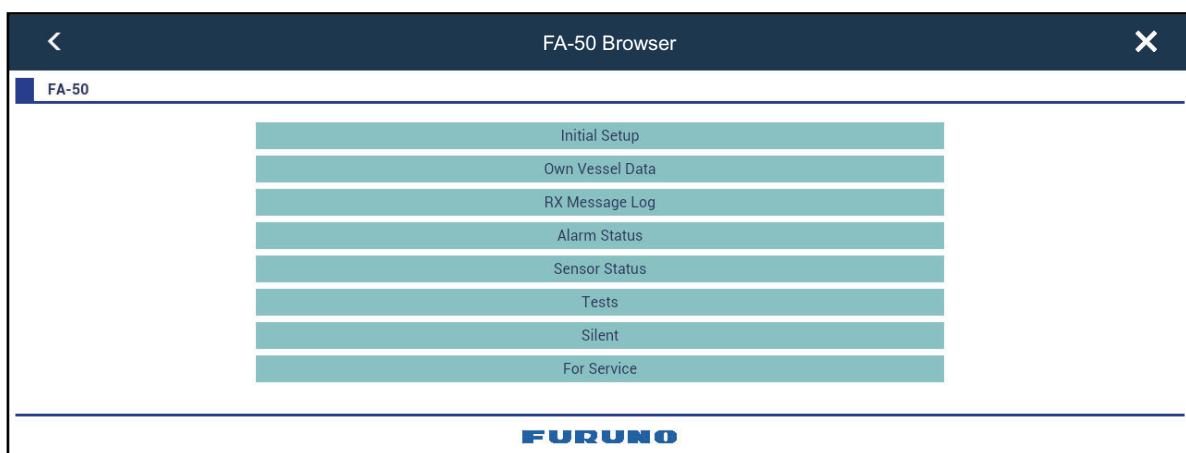 FA-50 Browser
FA-50
Initial Setup
Own Vessel Data
RX Message Log
Alarm Status
Sensor Status
Tests
Silent
For Service
FURUNO